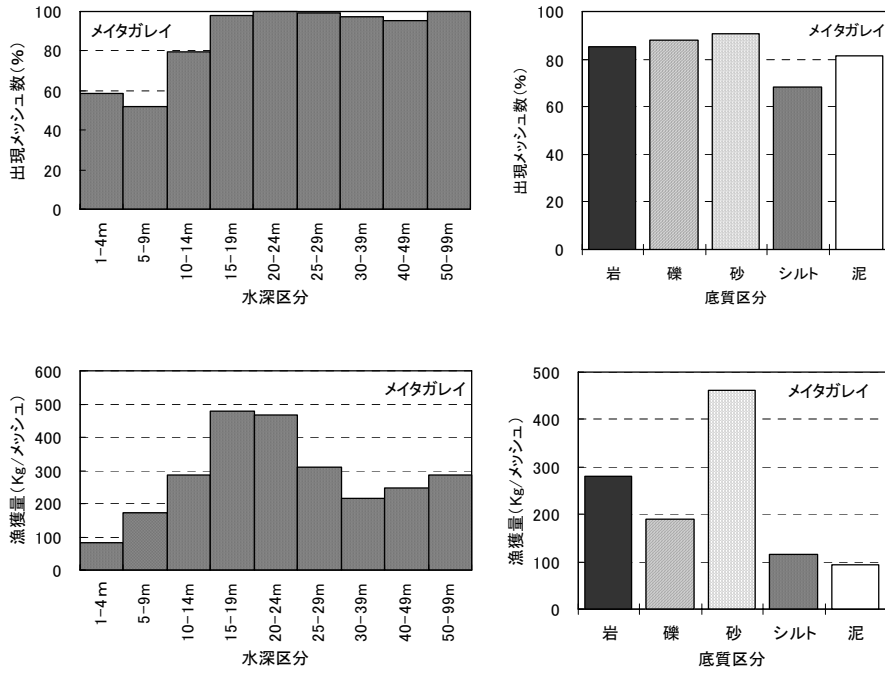 メイタガレイ
出現メッシュ数(%)
100
80
60
40
20
0
1-4m
5-9m
10-14m
15-19m
20-24m
25-29m
30-39m
40-49m
50-99m
水深区分
メイタガレイ
出現メッシュ数(%)
100
80
60
40
20
0
岩 礫 砂 シルト 泥
底質区分
メイタガレイ
漁獲量(Kg/メッシュ)
600
500
400
300
200
100
0
1-4m
5-9m
10-14m
15-19m
20-24m
25-29m
30-39m
40-49m
50-99m
水深区分
メイタガレイ
漁獲量(Kg/メッシュ)
500
400
300
200
100
0
岩 礫 砂 シルト 泥
底質区分